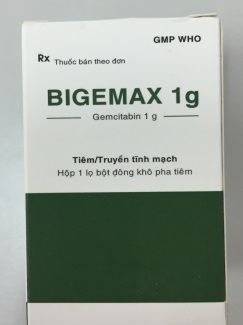 GMP WHO
Rx Thuốc bán theo đơn
BIGEMAX 1g
Gemcitabin 1 g
Tiêm/Truyền tĩnh mạch
Hộp 1 lọ bột đông khô pha tiêm